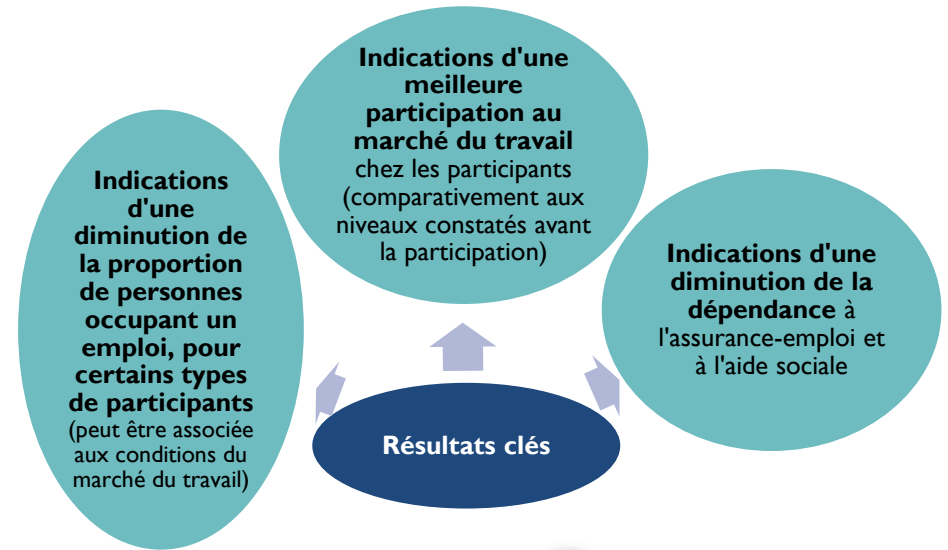 Indications
d'une
diminution de
la proportion
de personnes
occupant un
emploi, pour
certains types
de participants
(peut être associée
aux conditions du
marché du travail)
Indications d'une
meilleure
participation au
marché du travail
chez les participants
(comparativement aux
niveaux constatés avant
la participation)
Indications d'une
diminution de la
dépendance à
l'assurance-emploi et
à l'aide sociale
Résultats clés